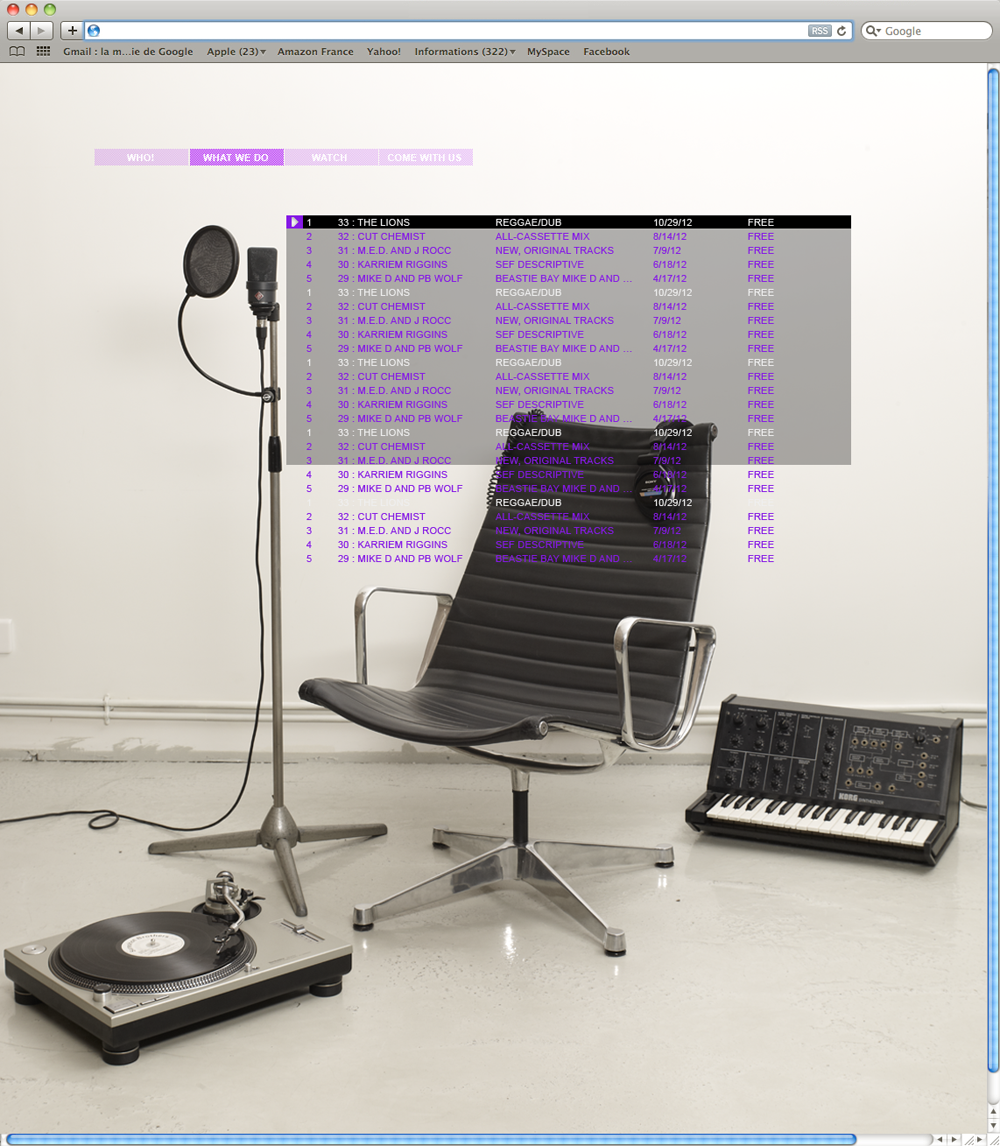 RSS
Google
Gmail : la m...ie de Google Apple (23) Amazon France Yahoo! Informations (322) MySpace Facebook
WHO! WHAT WE DO WATCH COME WITH US
1 33 : THE LIONS REGGAE/DUB 10/29/12 FREE
2 32 : CUT CHEMIST ALL-CASSETTE MIX 8/14/12 FREE
3 31 : M.E.D. AND J ROCC NEW, ORIGINAL TRACKS 7/9/12 FREE
4 30 : KARRIEM RIGGINS SEF DESCRIPTIVE 6/18/12 FREE
5 29 : MIKE D AND PB WOLF BEASTIE BAY MIKE D AND ... 4/17/12 FREE
1 33 : THE LIONS REGGAE/DUB 10/29/12 FREE
2 32 : CUT CHEMIST ALL-CASSETTE MIX 8/14/12 FREE
3 31 : M.E.D. AND J ROCC NEW, ORIGINAL TRACKS 7/9/12 FREE
4 30 : KARRIEM RIGGINS SEF DESCRIPTIVE 6/18/12 FREE
5 29 : MIKE D AND PB WOLF BEASTIE BAY MIKE D AND ... 4/17/12 FREE
1 33 : THE LIONS REGGAE/DUB 10/29/12 FREE
2 32 : CUT CHEMIST ALL-CASSETTE MIX 8/14/12 FREE
3 31 : M.E.D. AND J ROCC NEW, ORIGINAL TRACKS 7/9/12 FREE
4 30 : KARRIEM RIGGINS SEF DESCRIPTIVE 6/18/12 FREE
5 29 : MIKE D AND PB WOLF BEASTIE BAY MIKE D AND ... 4/17/12 FREE
1 33 : THE LIONS REGGAE/DUB 10/29/12 FREE
2 32 : CUT CHEMIST ALL-CASSETTE MIX 8/14/12 FREE
3 31 : M.E.D. AND J ROCC NEW, ORIGINAL TRACKS 7/9/12 FREE
4 30 : KARRIEM RIGGINS SEF DESCRIPTIVE 6/18/12 FREE
5 29 : MIKE D AND PB WOLF BEASTIE BAY MIKE D AND ... 4/17/12 FREE
REGGAE/DUB 10/29/12
2 32 : CUT CHEMIST ALL-CASSETTE MIX 8/14/12 FREE
3 31 : M.E.D. AND J ROCC NEW, ORIGINAL TRACKS 7/9/12 FREE
4 30 : KARRIEM RIGGINS SEF DESCRIPTIVE 6/18/12 FREE
5 29 : MIKE D AND PB WOLF BEASTIE BAY MIKE D AND ... 4/17/12 FREE
KORG SYNTHESIZER